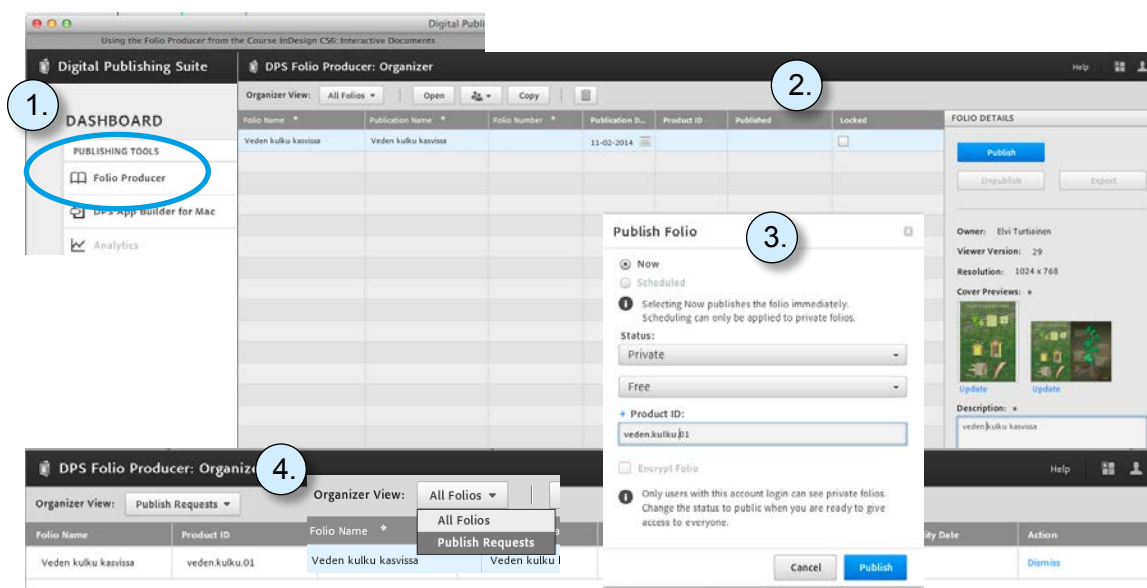 Digital Publi
Using the Folio Producer from the Course InDesign CS6: Interactive Documents
1.
Digital Publishing Suite
DASHBOARD
PUBLISHING TOOLS
Folio Producer
DPS App Builder for Mac
Analytics
DPS Folio Producer: Organizer
Help
2.
Organizer View: All Folios Open Copy
Folio Name * Publication Name * Folio Number * Publication D... Product ID Published Locked
Veden kulku kasvissa Veden kulku kasvissa 11-02-2014
FOLIO DETAILS
Publish
Unpublish Export
Owner: Elvi Turtiainen
Viewer Version: 29
Resolution: 1024 x 768
Cover Previews:
Update Update
Description:
veden kulku kasvissa
3.
Publish Folio
Now
Scheduled
Selecting Now publishes the folio immediately.
Scheduling can only be applied to private folios.
Status:
Private
Free
+ Product ID:
veden.kulku.01
Encrypt Folio
Only users with this account login can see private folios.
Change the status to public when you are ready to give
access to everyone.
Cancel Publish
4.
DPS Folio Producer: Organize
Help
Organizer View: Publish Requests
Folio Name Product ID
Veden kulku kasvissa veden.kulku.01
Organizer View: All Folios
All Folios
Publish Requests
Folio Name *
Veden kulku kasvissa Veden kulku
ity Date Action
Dismiss